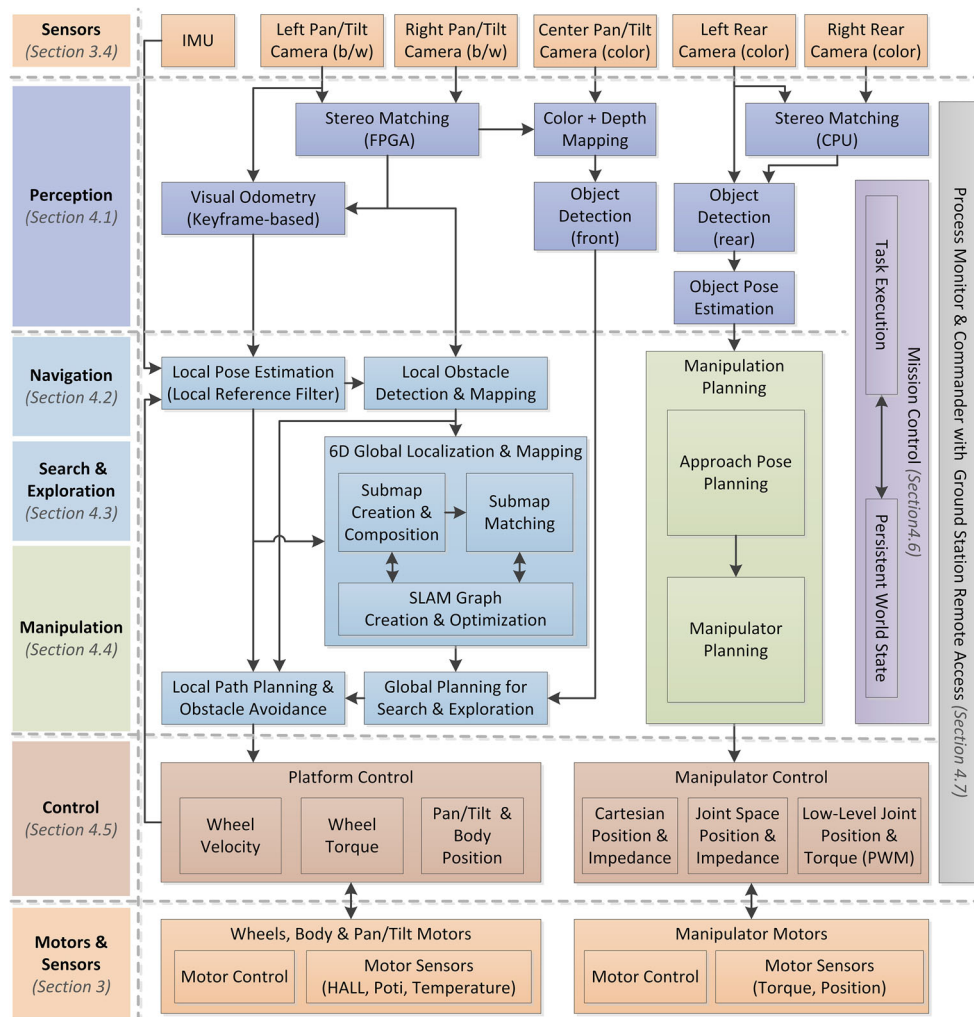 Sensors
(Section 3.4)
IMU
Left Pan/Tilt
Camera (b/w)
Right Pan/Tilt
Camera (b/w)
Center Pan/Tilt
Camera (color)
Left Rear
Camera (color)
Right Rear
Camera (color)
Perception
(Section 4.1)
Stereo Matching
(FPGA)
Color + Depth
Mapping
Stereo Matching
(CPU)
Visual Odometry
(Keyframe-based)
Object
Detection
(front)
Object
Detection
(rear)
Object Pose
Estimation
Navigation
(Section 4.2)
Search &
Exploration
(Section 4.3)
Manipulation
(Section 4.4)
Local Pose Estimation
(Local Reference Filter)
Local Obstacle
Detection & Mapping
6D Global Localization & Mapping
Submap
Creation &
Composition
Submap
Matching
SLAM Graph
Creation & Optimization
Local Path Planning &
Obstacle Avoidance
Global Planning for
Search & Exploration
Manipulation
Planning
Approach Pose
Planning
Manipulator
Planning
Task Execution
Persistent World State
Mission Control (Section4.6)
Process Monitor & Commander with Ground Station Remote Access (Section 4.7)
Control
(Section 4.5)
Platform Control
Wheel
Velocity
Wheel
Torque
Pan/Tilt &
Body
Position
Manipulator Control
Cartesian
Position &
Impedance
Joint Space
Position &
Impedance
Low-Level Joint
Position &
Torque (PWM)
Motors &
Sensors
(Section 3)
Wheels, Body & Pan/Tilt Motors
Motor Control
Motor Sensors
(HALL, Poti, Temperature)
Manipulator Motors
Motor Control
Motor Sensors
(Torque, Position)